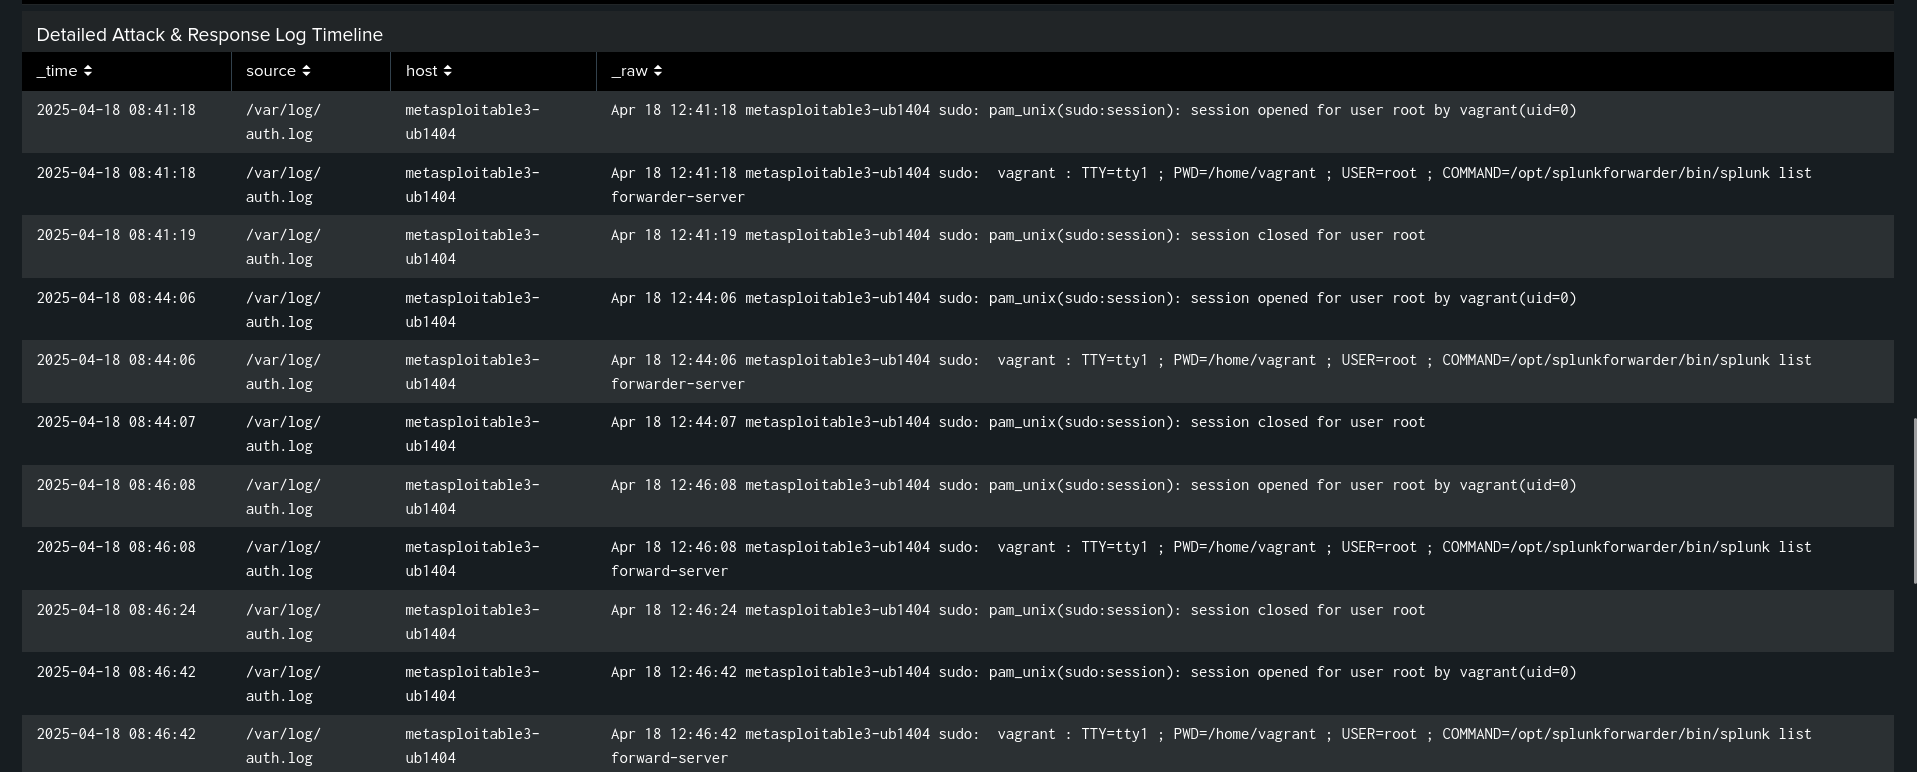 Detailed Attack & Response Log Timeline
_time source host _raw
2025-04-18 08:41:18 /var/log/ metasploitable3- Apr 18 12:41:18 metasploitable3-ub1404 sudo: pam_unix(sudo:session): session opened for user root by vagrant(uid=0)
auth.log ub1404
2025-04-18 08:41:18 /var/log/ metasploitable3- Apr 18 12:41:18 metasploitable3-ub1404 sudo:  vagrant : TTY=tty1 ; PWD=/home/vagrant ; USER=root ; COMMAND=/opt/splunkforwarder/bin/splunk list
auth.log ub1404 forwarder-server
2025-04-18 08:41:19 /var/log/ metasploitable3- Apr 18 12:41:19 metasploitable3-ub1404 sudo: pam_unix(sudo:session): session closed for user root
auth.log ub1404
2025-04-18 08:44:06 /var/log/ metasploitable3- Apr 18 12:44:06 metasploitable3-ub1404 sudo: pam_unix(sudo:session): session opened for user root by vagrant(uid=0)
auth.log ub1404
2025-04-18 08:44:06 /var/log/ metasploitable3- Apr 18 12:44:06 metasploitable3-ub1404 sudo:  vagrant : TTY=tty1 ; PWD=/home/vagrant ; USER=root ; COMMAND=/opt/splunkforwarder/bin/splunk list
auth.log ub1404 forwarder-server
2025-04-18 08:44:07 /var/log/ metasploitable3- Apr 18 12:44:07 metasploitable3-ub1404 sudo: pam_unix(sudo:session): session closed for user root
auth.log ub1404
2025-04-18 08:46:08 /var/log/ metasploitable3- Apr 18 12:46:08 metasploitable3-ub1404 sudo: pam_unix(sudo:session): session opened for user root by vagrant(uid=0)
auth.log ub1404
2025-04-18 08:46:08 /var/log/ metasploitable3- Apr 18 12:46:08 metasploitable3-ub1404 sudo:  vagrant : TTY=tty1 ; PWD=/home/vagrant ; USER=root ; COMMAND=/opt/splunkforwarder/bin/splunk list
auth.log ub1404 forward-server
2025-04-18 08:46:24 /var/log/ metasploitable3- Apr 18 12:46:24 metasploitable3-ub1404 sudo: pam_unix(sudo:session): session closed for user root
auth.log ub1404
2025-04-18 08:46:42 /var/log/ metasploitable3- Apr 18 12:46:42 metasploitable3-ub1404 sudo: pam_unix(sudo:session): session opened for user root by vagrant(uid=0)
auth.log ub1404
2025-04-18 08:46:42 /var/log/ metasploitable3- Apr 18 12:46:42 metasploitable3-ub1404 sudo:  vagrant : TTY=tty1 ; PWD=/home/vagrant ; USER=root ; COMMAND=/opt/splunkforwarder/bin/splunk list
auth.log ub1404 forward-server